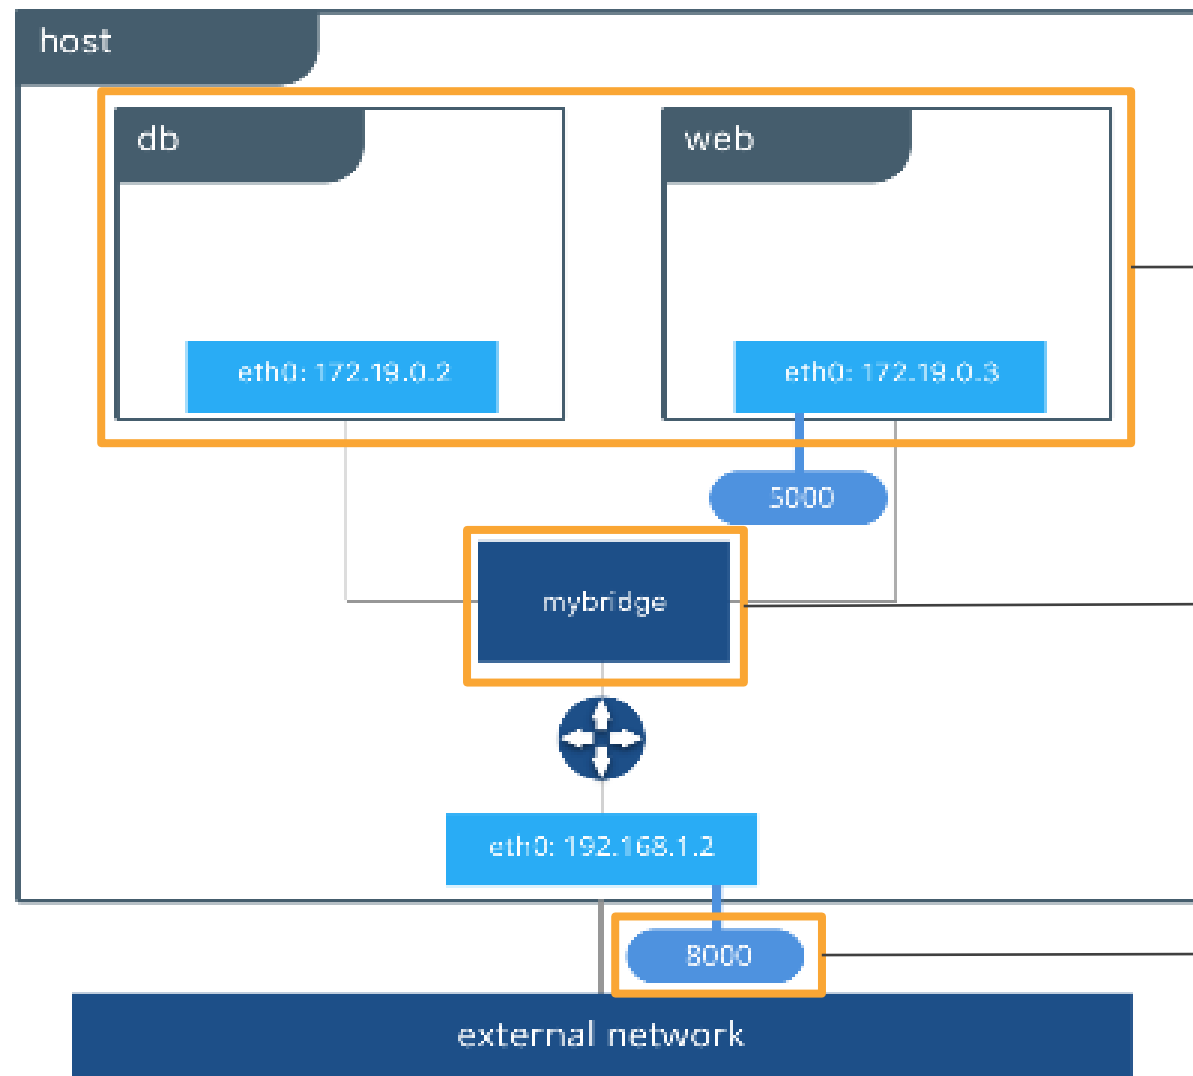 host
db
web
eth0: 172.19.0.2
eth0: 172.19.0.3
5000
mybridge
eth0: 192.168.1.2
8000
external network